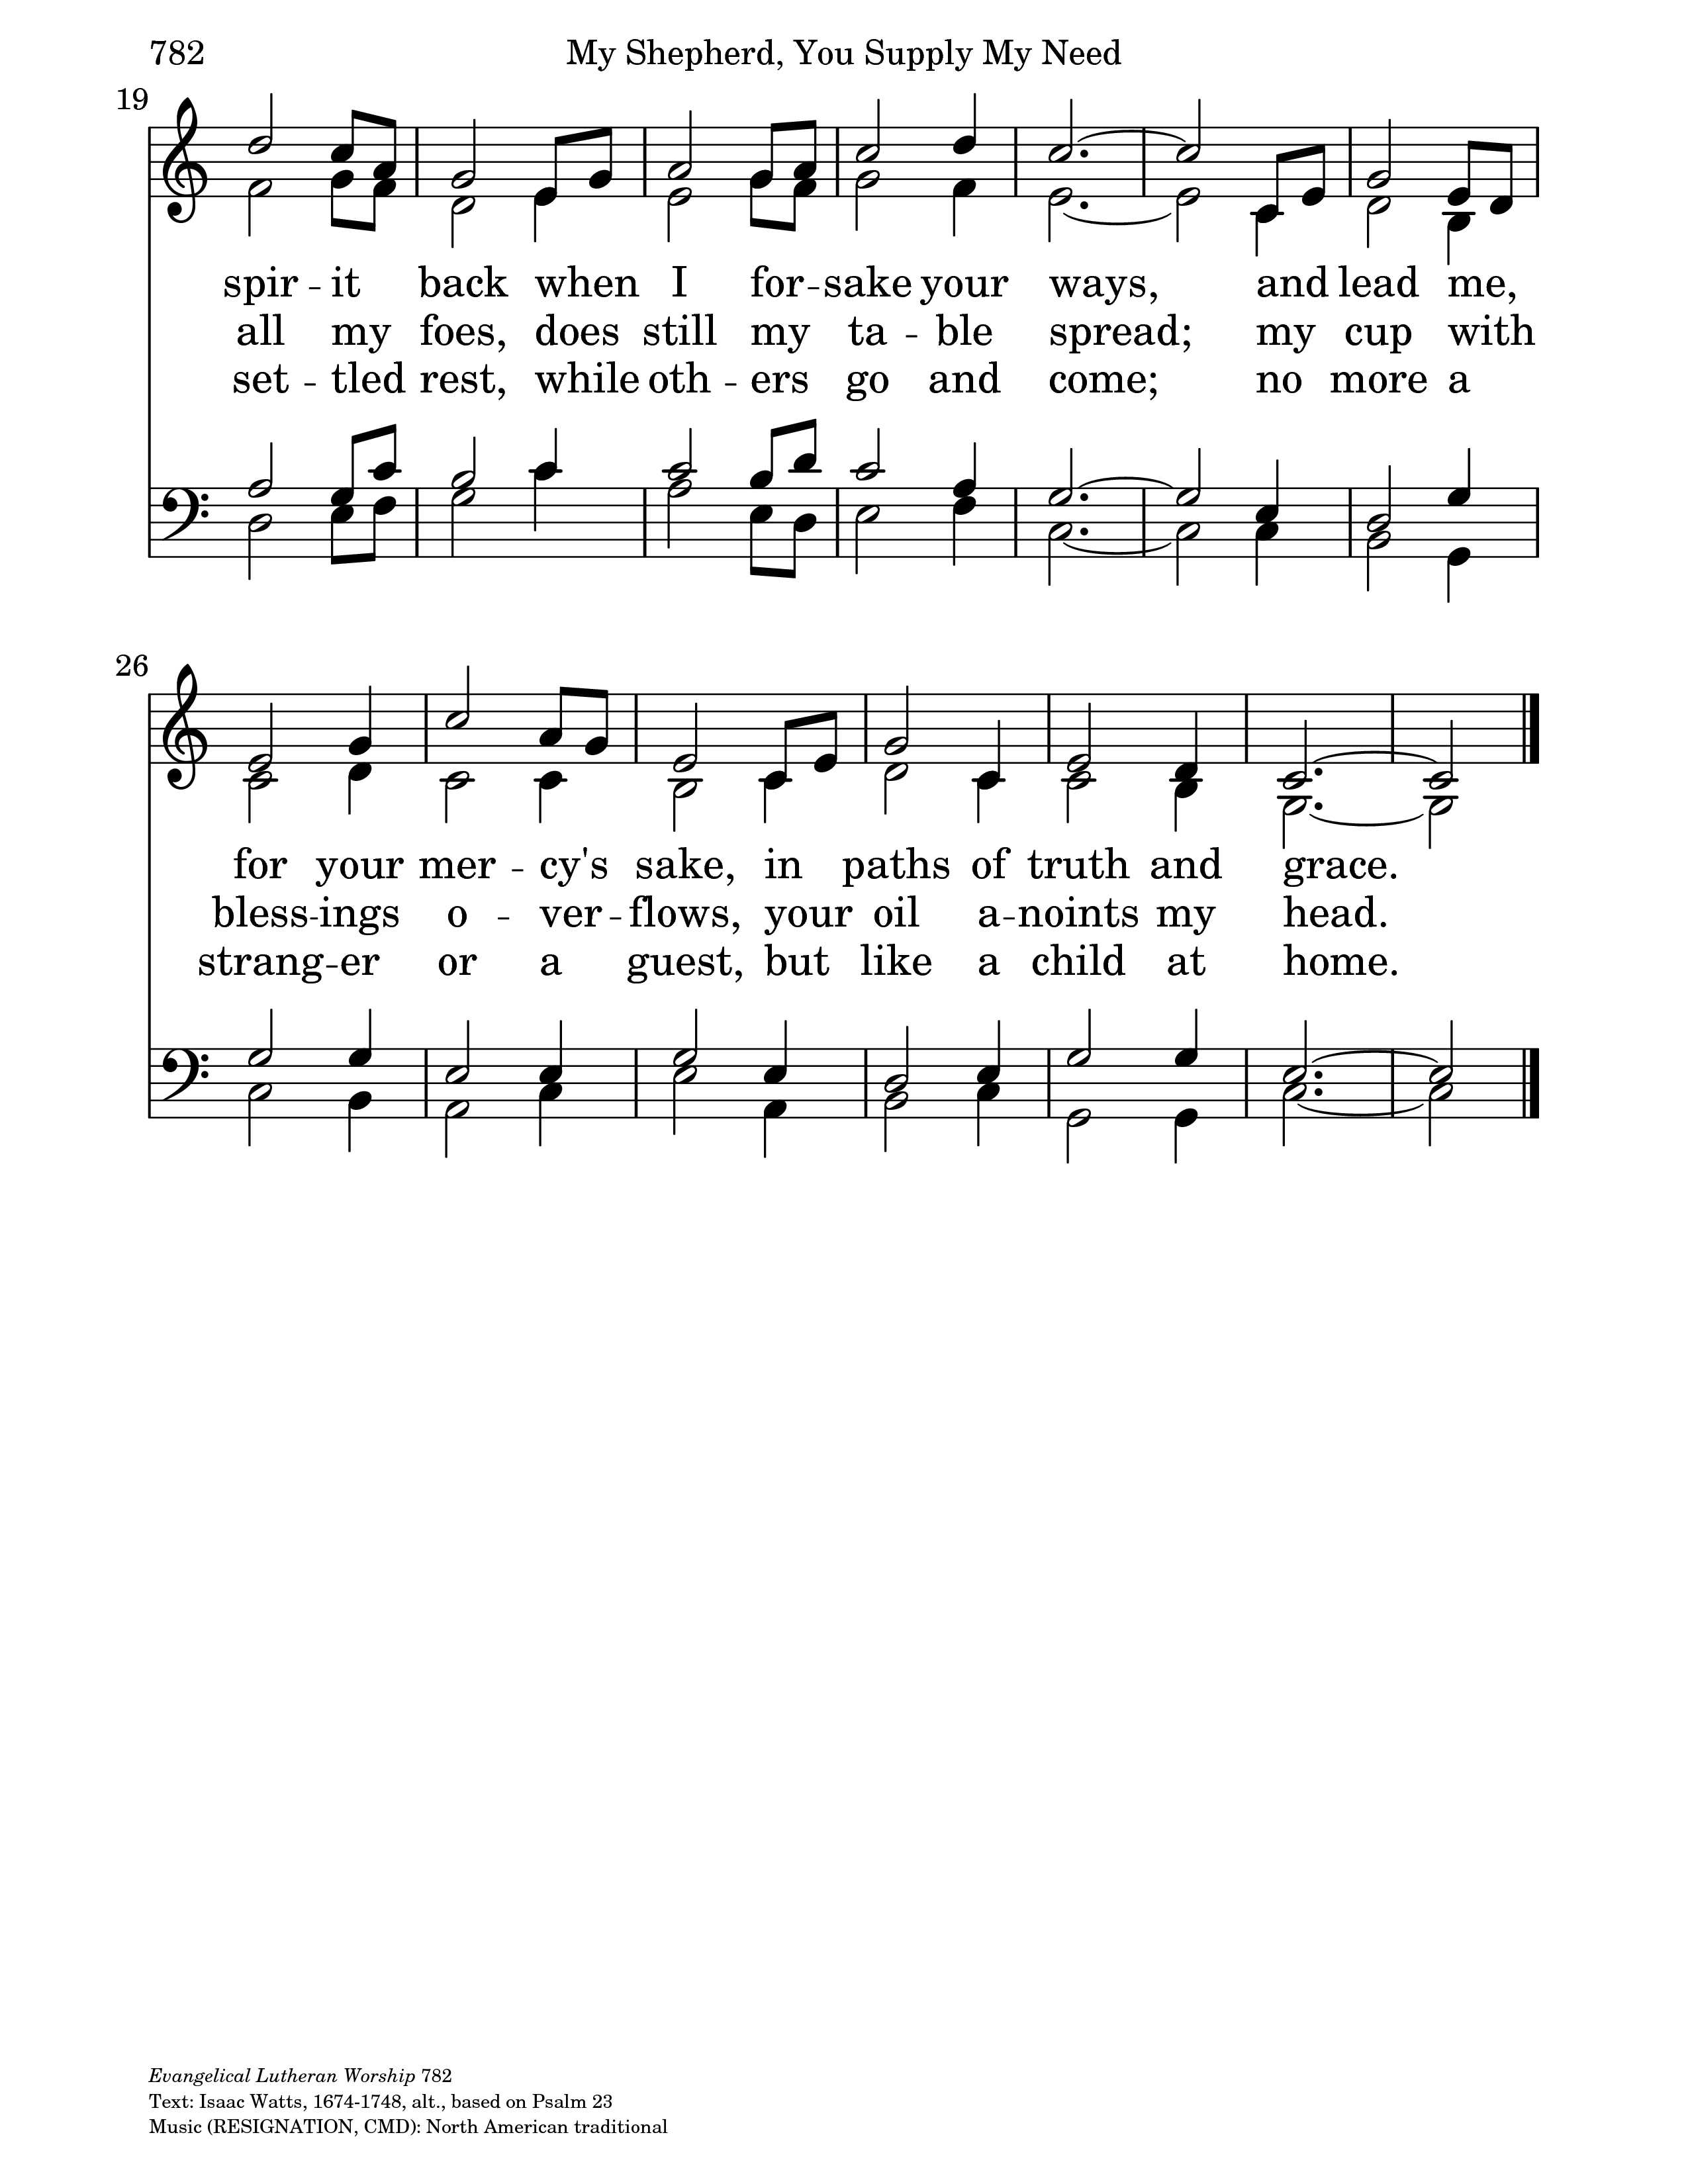 782 My Shepherd, You Supply My Need
19
spir -- it back when I for -- sake your ways, and lead me,
all my foes, does still my ta -- ble spread; my cup with
set -- tled rest, while oth -- ers go and come; no more a
26
for your mer -- cy's sake, in paths of truth and grace.
bless -- ings o -- ver -- flows, your oil a -- noints my head.
strang -- er or a guest, but like a child at home.
Evangelical Lutheran Worship 782
Text: Isaac Watts, 1674-1748, alt., based on Psalm 23
Music (RESIGNATION, CMD): North American traditional